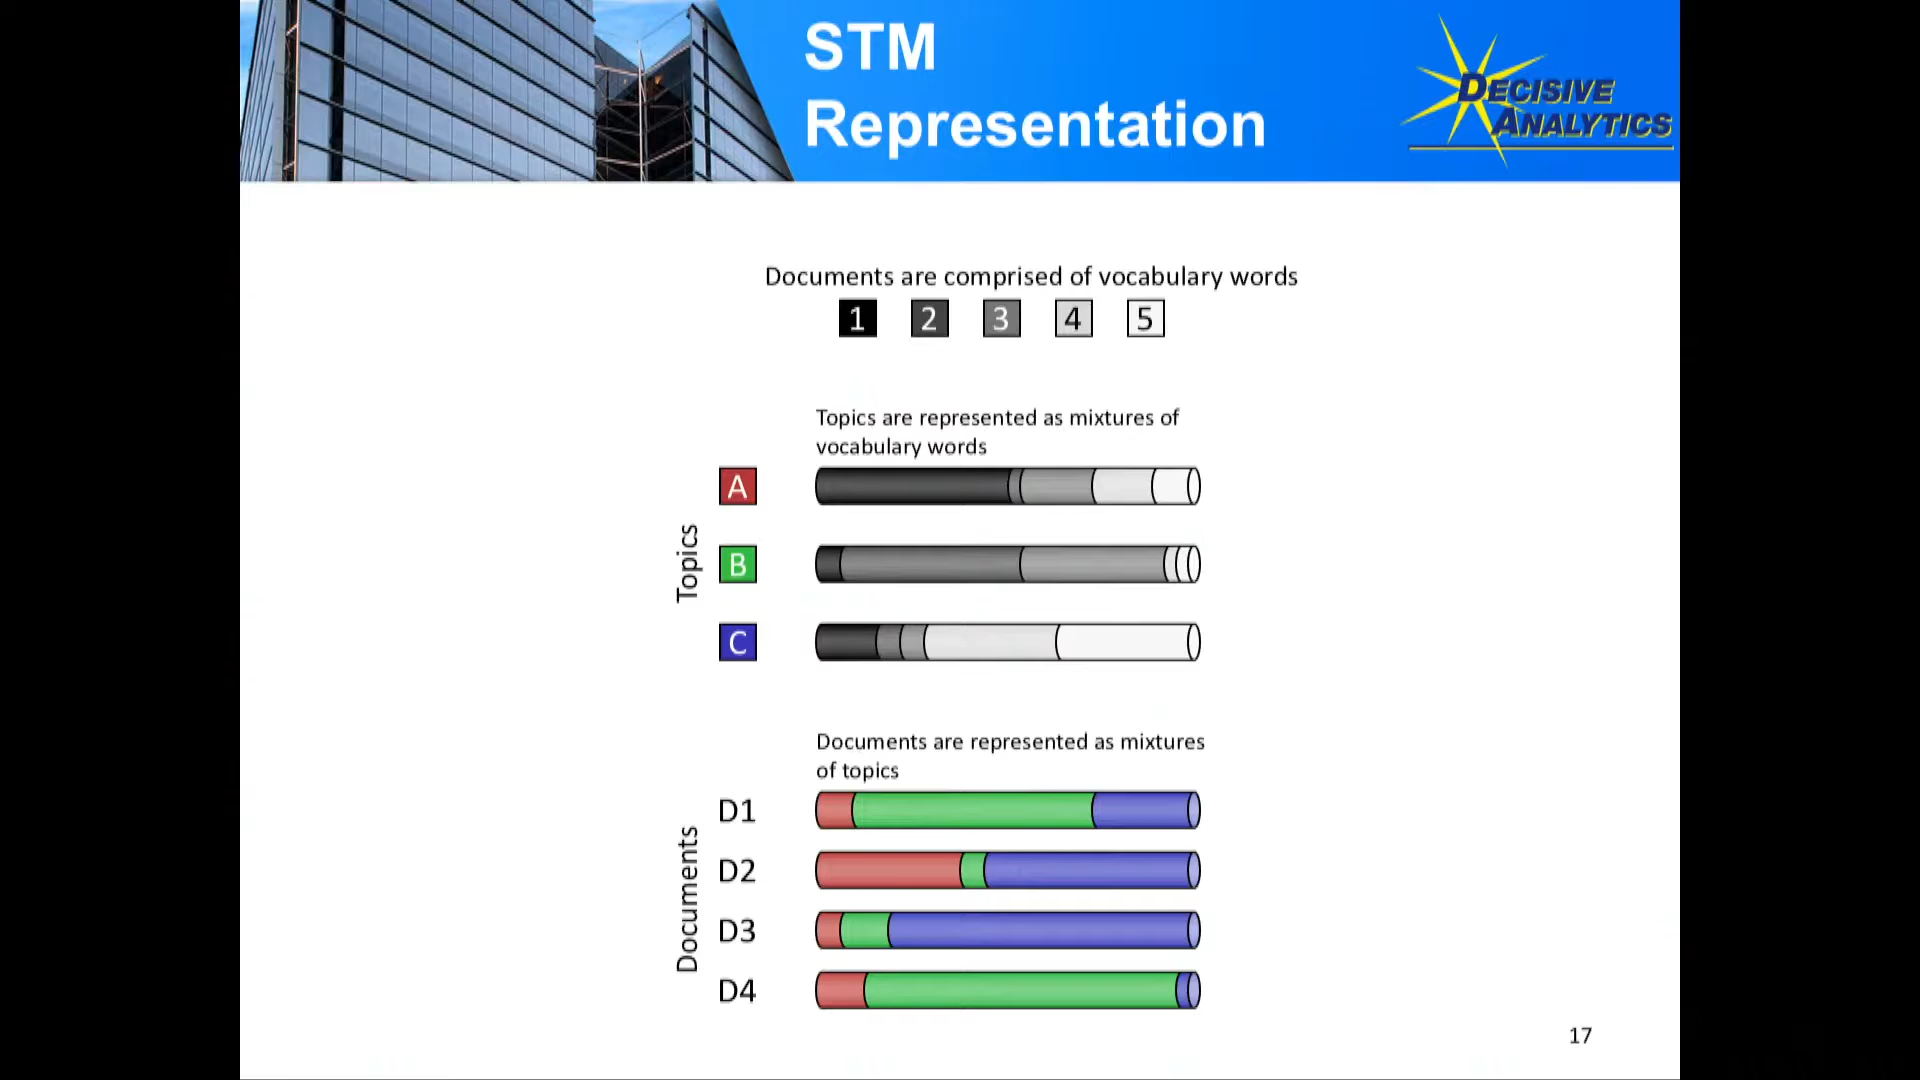 STM
Representation
DECISIVE
ANALYTICS
Documents are comprised of vocabulary words
1 2 3 4 5
Topics are represented as mixtures of
vocabulary words
Topics
A
B
C
Documents are represented as mixtures
of topics
Documents
D1
D2
D3
D4
17